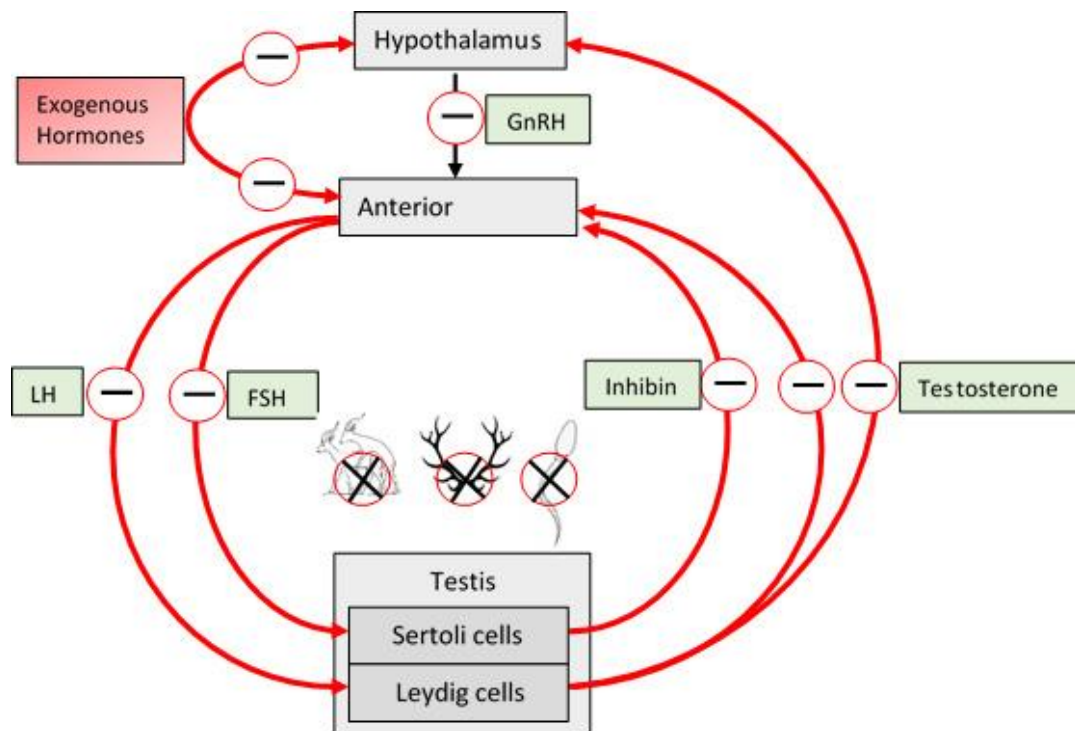 Hypothalamus
Exogenous
Hormones
GnRH
Anterior
LH
FSH
Inhibin
Testosterone
Testis
Sertoli cells
Leydig cells